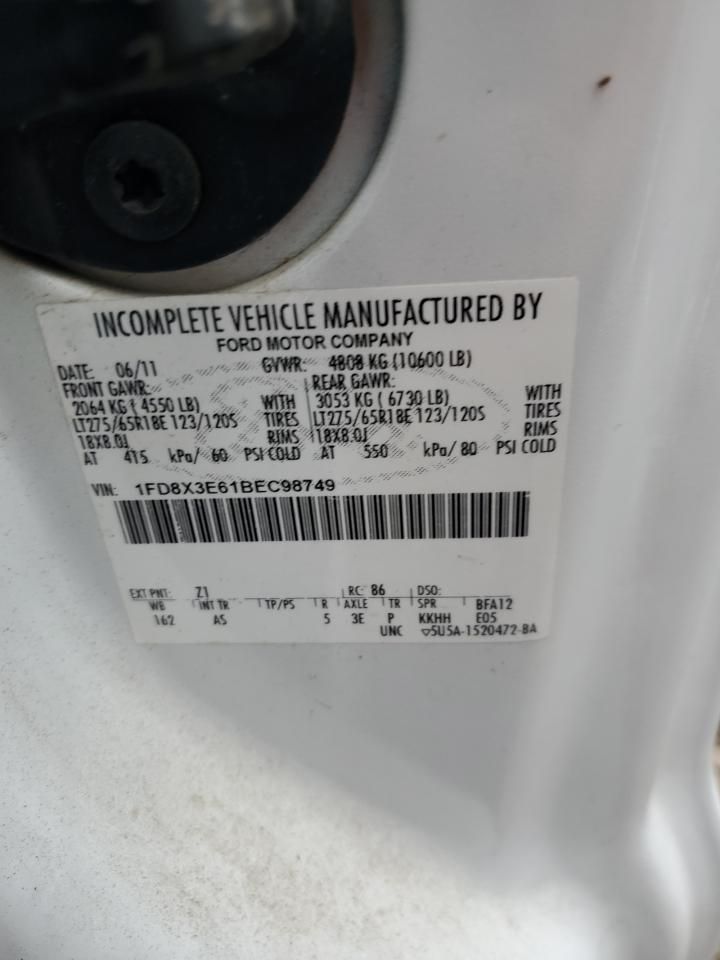 INCOMPLETE VEHICLE MANUFACTURED BY
FORD MOTOR COMPANY
DATE: 06/11 GVWR: 4808 KG (10600 LB)
FRONT GAWR: REAR GAWR:
2064 KG ( 4550 LB) WITH 3053 KG ( 6730 LB) WITH
LT275/65R18E 123/120S TIRES LT275/65R18E 123/120S TIRES
18X8.0J RIMS 18X8.0J RIMS
AT 415 kPa/ 60 PSI COLD AT 550 kPa/ 80 PSI COLD
VIN: 1FD8X3E61BEC98749
EXT PNT: Z1 RC: 86 DSO:
WB INT TR TP/PS R AXLE TR SPR BFA12
162 AS 5 3E P KKHH E05
UNC ▽5U5A-1520472-BA